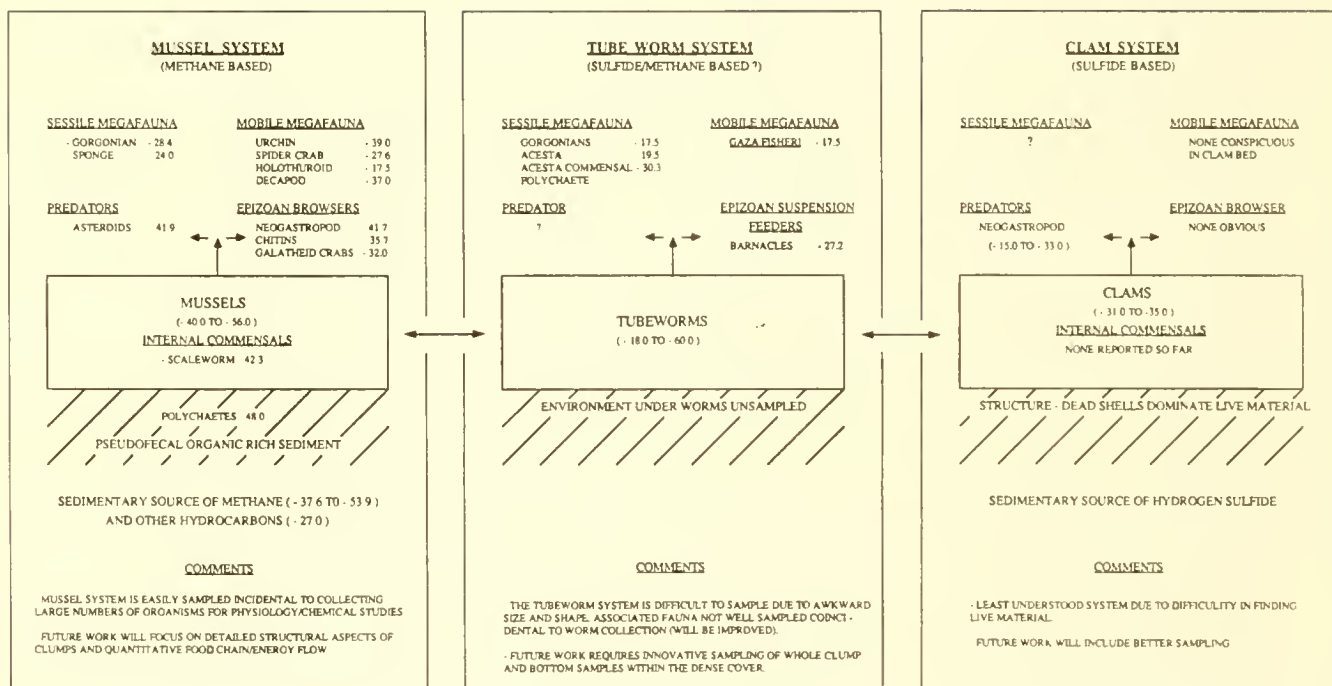 MUSSEL SYSTEM
(METHANE BASED)
SESSILE MEGAFAUNA
- GORGONIAN - 28.4
SPONGE 24.0
MOBILE MEGAFAUNA
URCHIN - 39.0
SPIDER CRAB - 27.6
HOLOTHUROID - 17.5
DECAPOD - 37.0
PREDATORS
ASTEROIDS 41.9
EPIZOAN BROWSERS
NEOGASTROPOD 41.7
CHITINS 35.7
GALATHEID CRABS - 32.0
MUSSELS
(- 40.0 TO - 56.0)
INTERNAL COMMENSALS
- SCALEWORM 42.3
POLYCHAETES 48.0
PSEUDOFECAL ORGANIC RICH SEDIMENT
SEDIMENTARY SOURCE OF METHANE (- 37.6 TO - 53.9)
AND OTHER HYDROCARBONS (- 27.0)
COMMENTS
MUSSEL SYSTEM IS EASILY SAMPLED INCIDENTAL TO COLLECTING
LARGE NUMBERS OF ORGANISMS FOR PHYSIOLOGY/CHEMICAL STUDIES
FUTURE WORK WILL FOCUS ON DETAILED STRUCTURAL ASPECTS OF
CLUMPS AND QUANTITATIVE FOOD CHAIN/ENERGY FLOW
TUBE WORM SYSTEM
(SULFIDE/METHANE BASED ?)
SESSILE MEGAFAUNA
GORGONIANS - 17.5
ACESTA 19.5
ACESTA COMMENSAL - 30.3
POLYCHAETE
MOBILE MEGAFAUNA
GAZA FISHERI - 17.5
PREDATOR
?
EPIZOAN SUSPENSION
FEEDERS
BARNACLES - 27.2
TUBEWORMS
(- 18.0 TO - 60.0)
ENVIRONMENT UNDER WORMS UNSAMPLED
COMMENTS
THE TUBEWORM SYSTEM IS DIFFICULT TO SAMPLE DUE TO AWKWARD
SIZE AND SHAPE. ASSOCIATED FAUNA NOT WELL SAMPLED COINCI -
DENTAL TO WORM COLLECTION (WILL BE IMPROVED).
- FUTURE WORK REQUIRES INNOVATIVE SAMPLING OF WHOLE CLUMP
AND BOTTOM SAMPLES WITHIN THE DENSE COVER.
CLAM SYSTEM
(SULFIDE BASED)
SESSILE MEGAFAUNA
?
MOBILE MEGAFAUNA
NONE CONSPICUOUS
IN CLAM BED
PREDATORS
NEOGASTROPOD
(- 15.0 TO - 33.0)
EPIZOAN BROWSER
NONE OBVIOUS
CLAMS
(- 31.0 TO -35.0)
INTERNAL COMMENSALS
NONE REPORTED SO FAR
STRUCTURE - DEAD SHELLS DOMINATE LIVE MATERIAL
SEDIMENTARY SOURCE OF HYDROGEN SULFIDE
COMMENTS
- LEAST UNDERSTOOD SYSTEM DUE TO DIFFICULITY IN FINDING
LIVE MATERIAL.
FUTURE WORK WILL INCLUDE BETTER SAMPLING